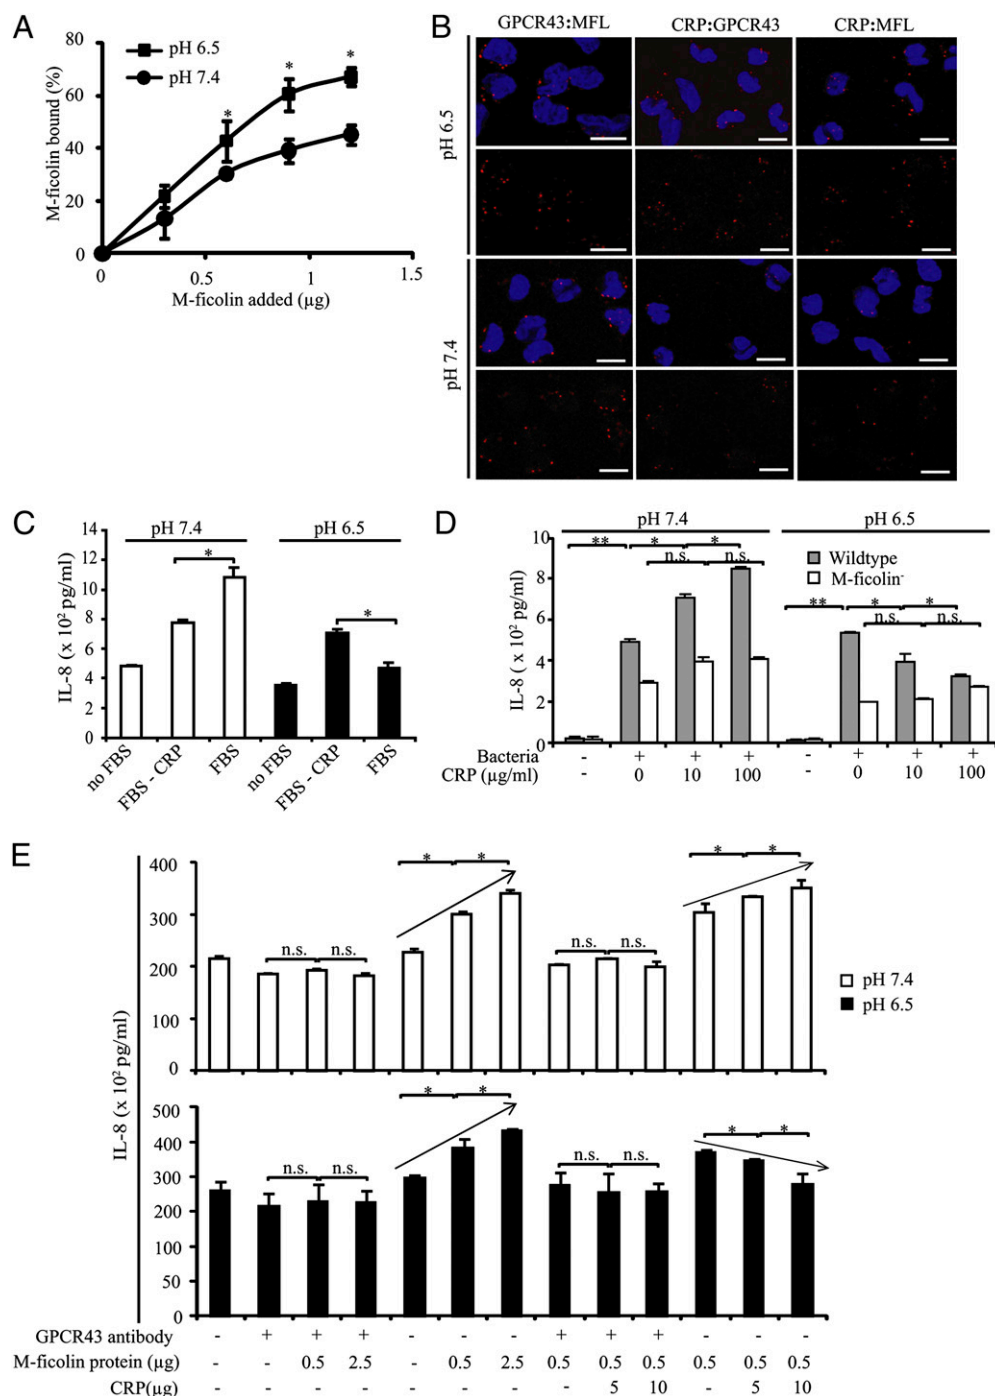 A
80
60
40
20
0
M-ficolin bound (%)
pH 6.5
pH 7.4
*
*
*
0
0.5
1
1.5
M-ficolin added (µg)
B
GPCR43:MFL CRP:GPCR43 CRP:MFL
pH 6.5
pH 7.4
C
pH 7.4 pH 6.5
14
12
10
8
6
4
2
0
IL-8 (x 10² pg/ml)
*
*
no FBS
FBS - CRP
FBS
no FBS
FBS - CRP
FBS
D
pH 7.4 pH 6.5
10
8
6
4
2
0
IL-8 ( x 10² pg/ml)
** * *
n.s. n.s.
Wildtype
M-ficolin⁻
** * *
n.s. n.s.
Bacteria - + + + - + + +
CRP (µg/ml) - 0 10 100 - 0 10 100
E
IL-8 (x 10² pg/ml)
400
300
200
100
0
n.s. n.s.
* *
n.s. n.s.
* *
pH 7.4
pH 6.5
500
400
300
200
50
100
0
n.s. n.s.
* *
n.s. n.s.
* *
GPCR43 antibody - + + + - - - + + + - - -
M-ficolin protein (µg) - - 0.5 2.5 - 0.5 2.5 0.5 0.5 0.5 0.5 0.5 0.5
CRP(µg) - - - - - - - - 5 10 - 5 10